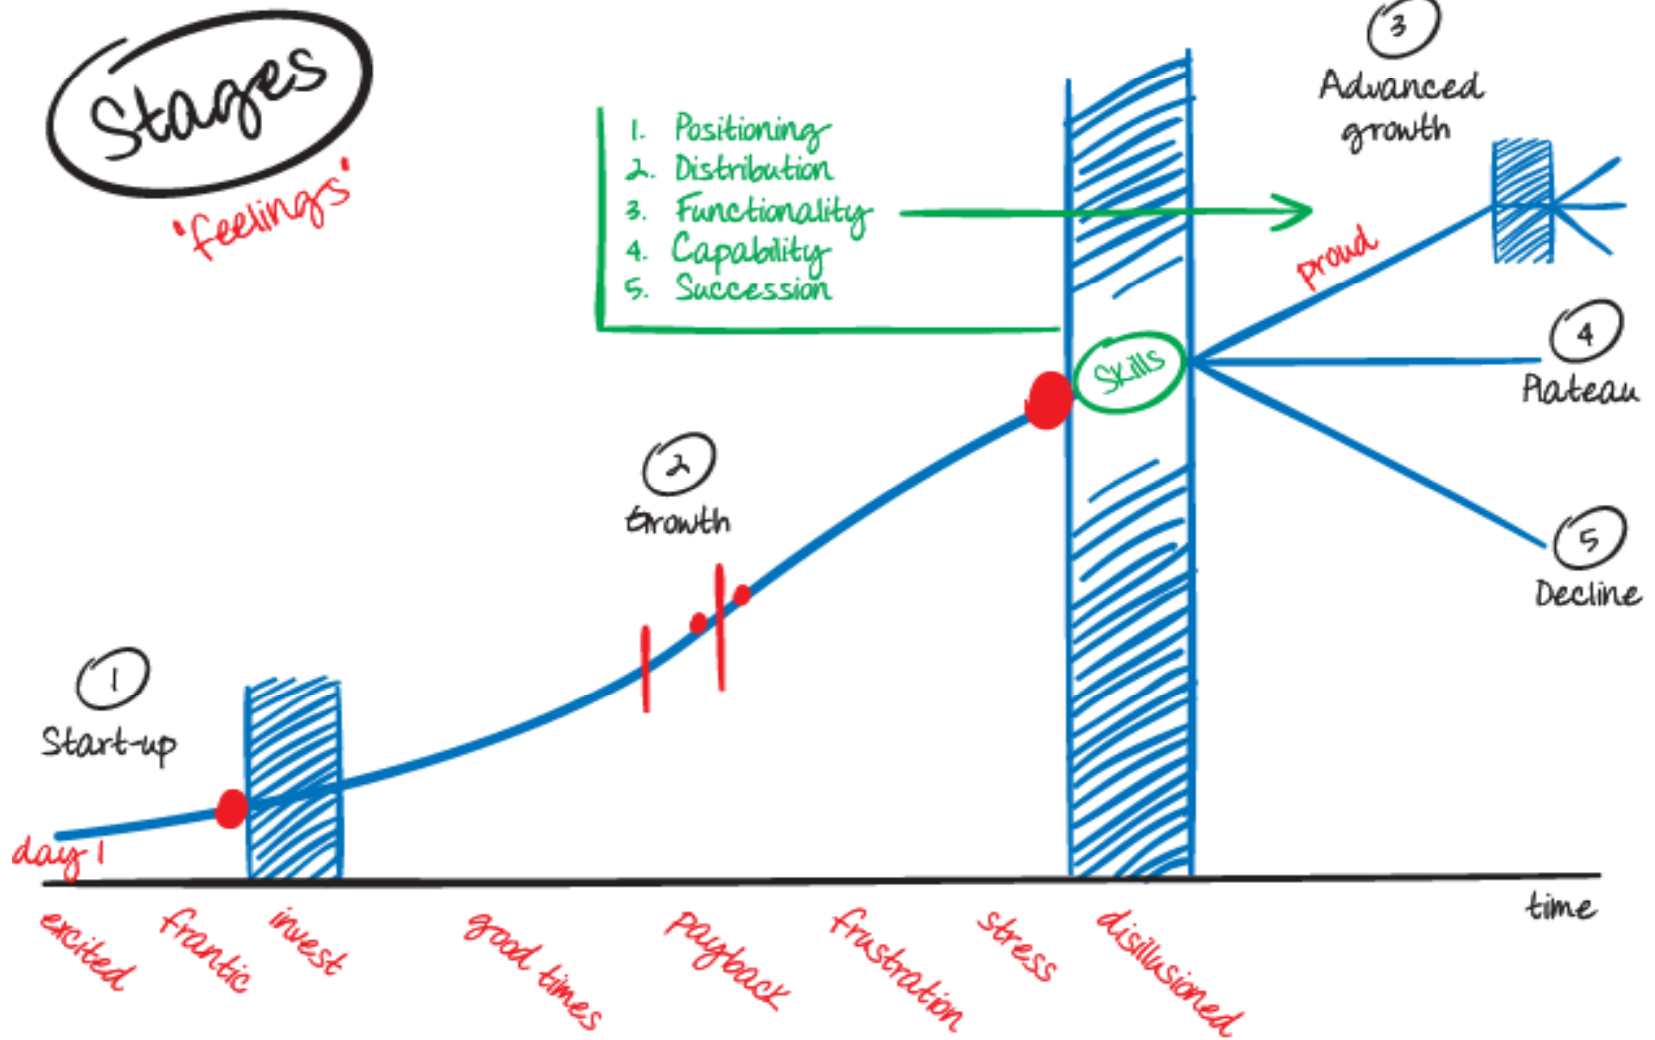 Stages
"feelings"
1. Positioning
2. Distribution
3. Functionality
4. Capability
5. Succession
Skills
3
Advanced
growth
proud
4
Plateau
5
Decline
2
Growth
1
Start-up
day 1
time
excited
frantic
invest
good times
payback
frustration
stress
disillusioned